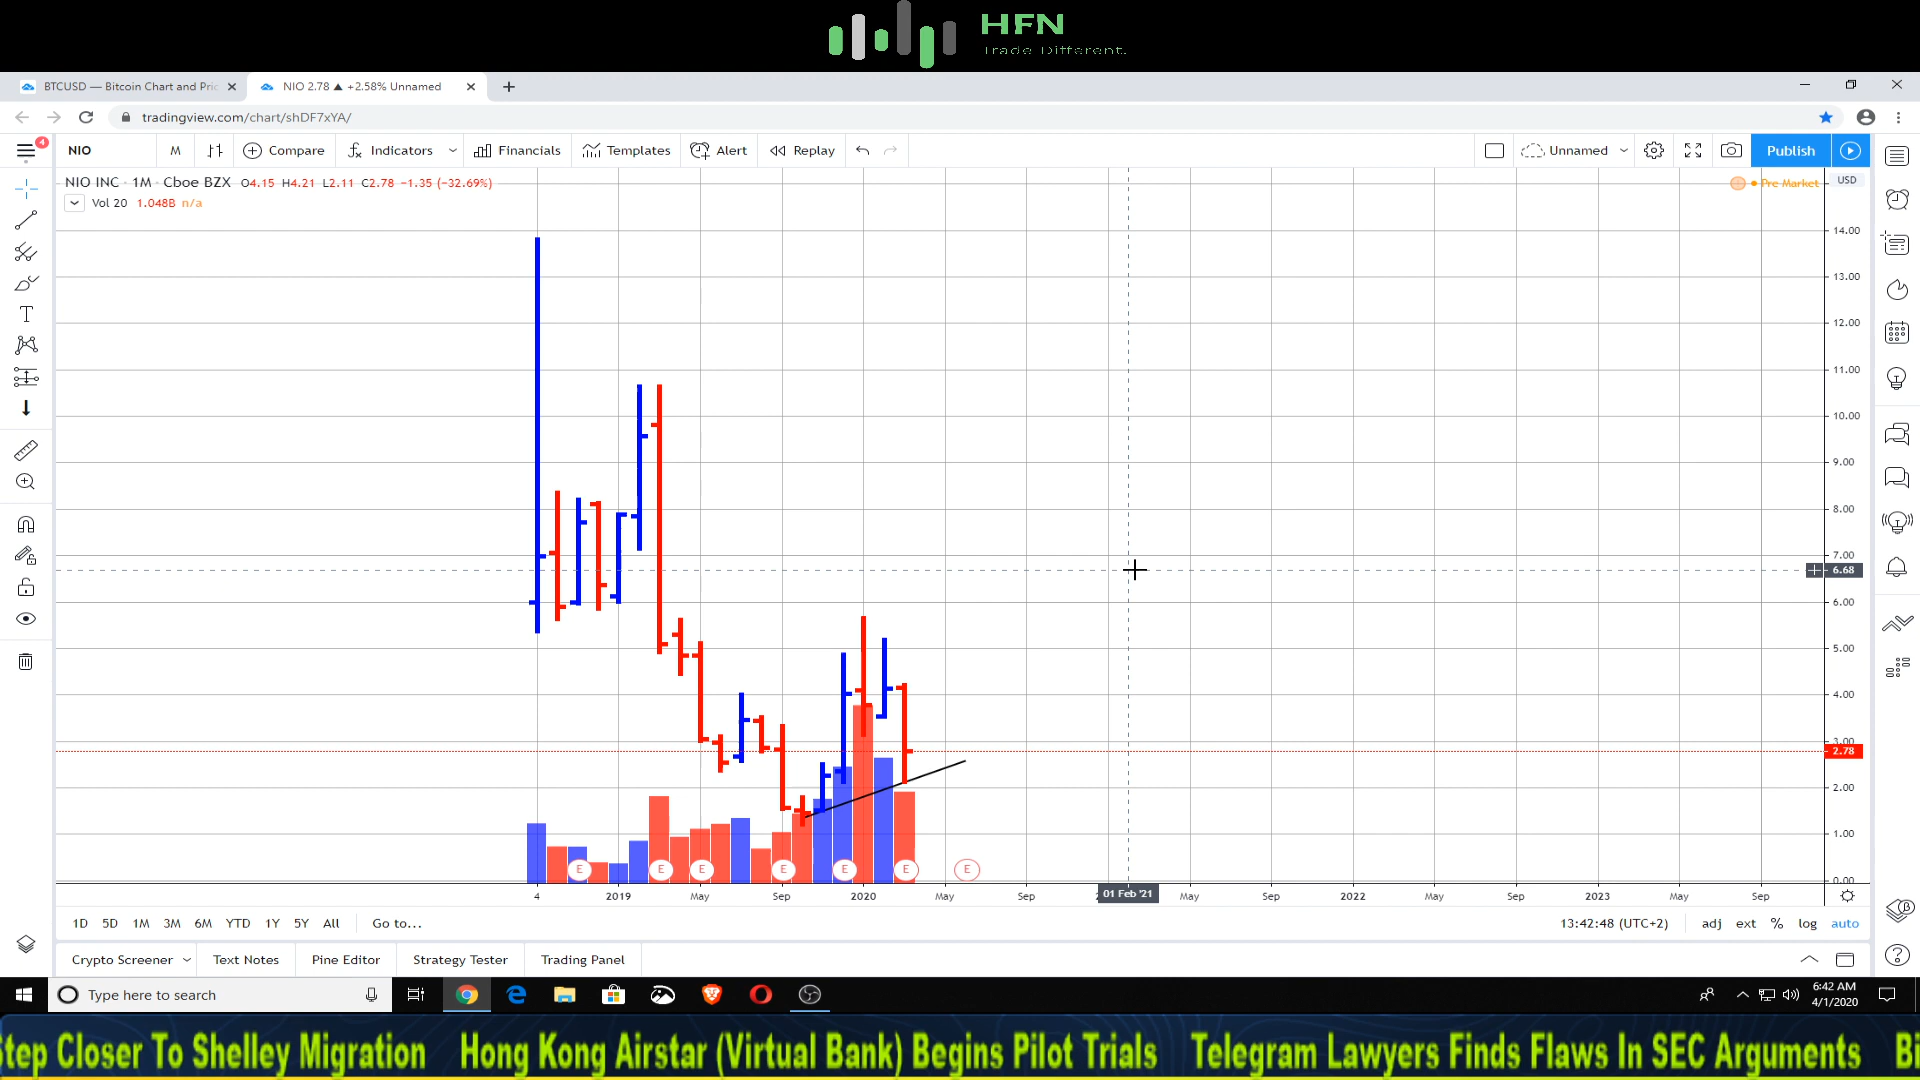 HFN
Trade Different.
BTCUSD — Bitcoin Chart and Pric
NIO 2.78 ▲ +2.58% Unnamed
tradingview.com/chart/shDF7xYA/
4
NIO
M
Compare
Indicators
Financials
Templates
Alert
Replay
Unnamed
Publish
NIO INC · 1M · Cboe BZX O4.15 H4.21 L2.11 C2.78 −1.35 (−32.69%)
Pre Market
USD
Vol 20 1.048B n/a
14.00
13.00
12.00
11.00
10.00
9.00
8.00
7.00
6.68
6.00
5.00
4.00
3.00
2.78
2.00
1.00
0.00
E E E E E E E
4 2019 May Sep 2020 May Sep 01 Feb '21 May Sep 2022 May Sep 2023 May Sep
1D 5D 1M 3M 6M YTD 1Y 5Y All Go to...
13:42:48 (UTC+2) adj ext % log auto
Crypto Screener Text Notes Pine Editor Strategy Tester Trading Panel
Type here to search
6:42 AM
4/1/2020
Step Closer To Shelley Migration Hong Kong Airstar (Virtual Bank) Begins Pilot Trials Telegram Lawyers Finds Flaws In SEC Arguments Bi